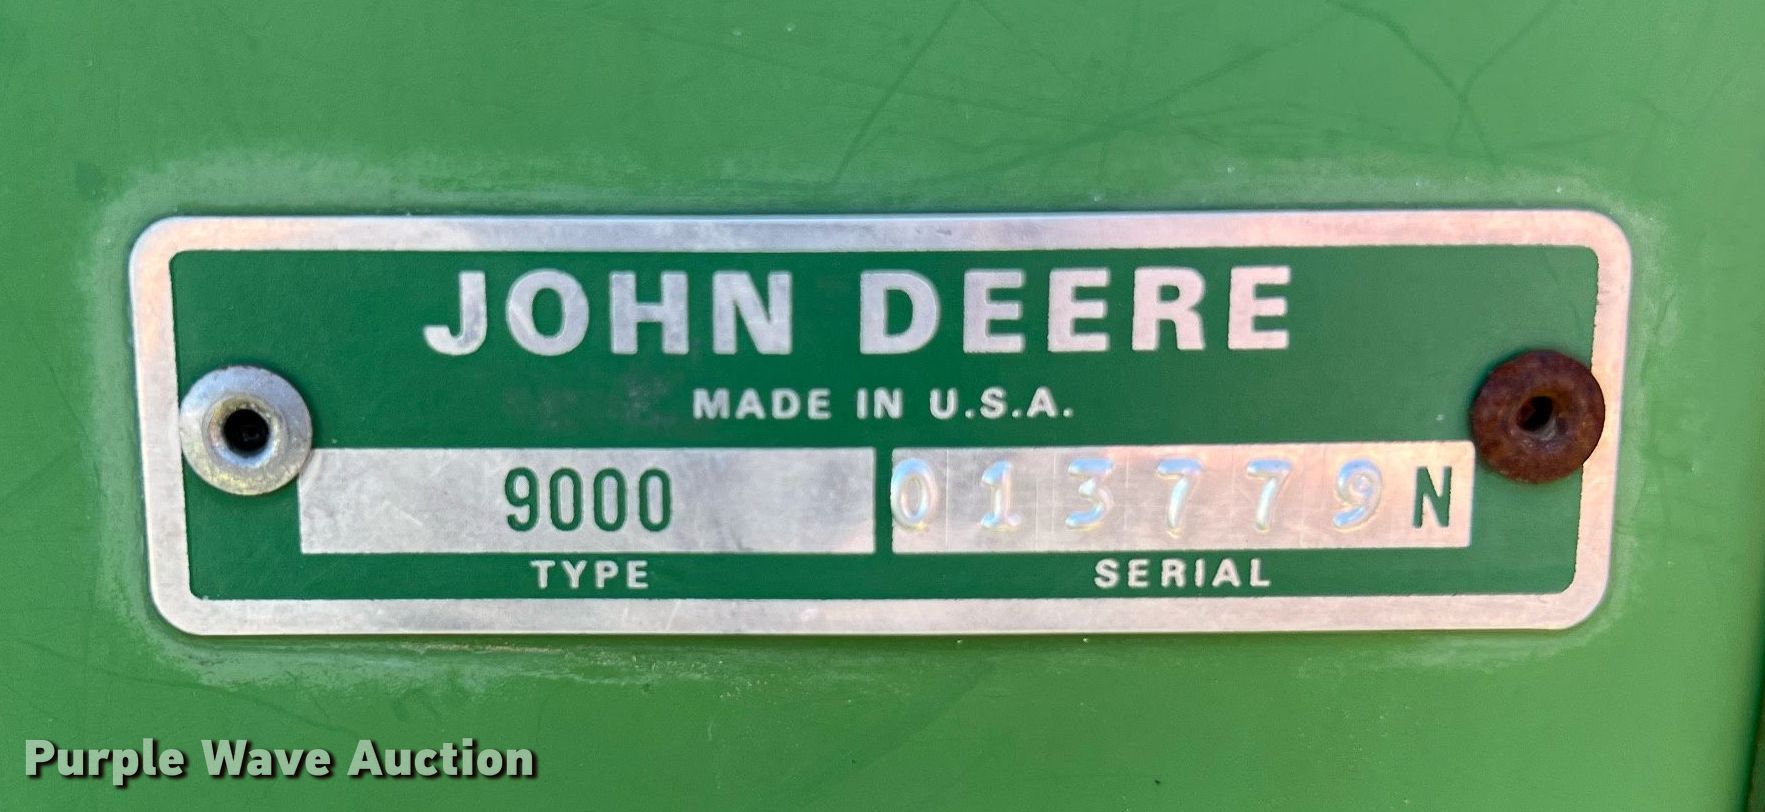 JOHN DEERE
MADE IN U.S.A.
9000 013779N
TYPE SERIAL
Purple Wave Auction